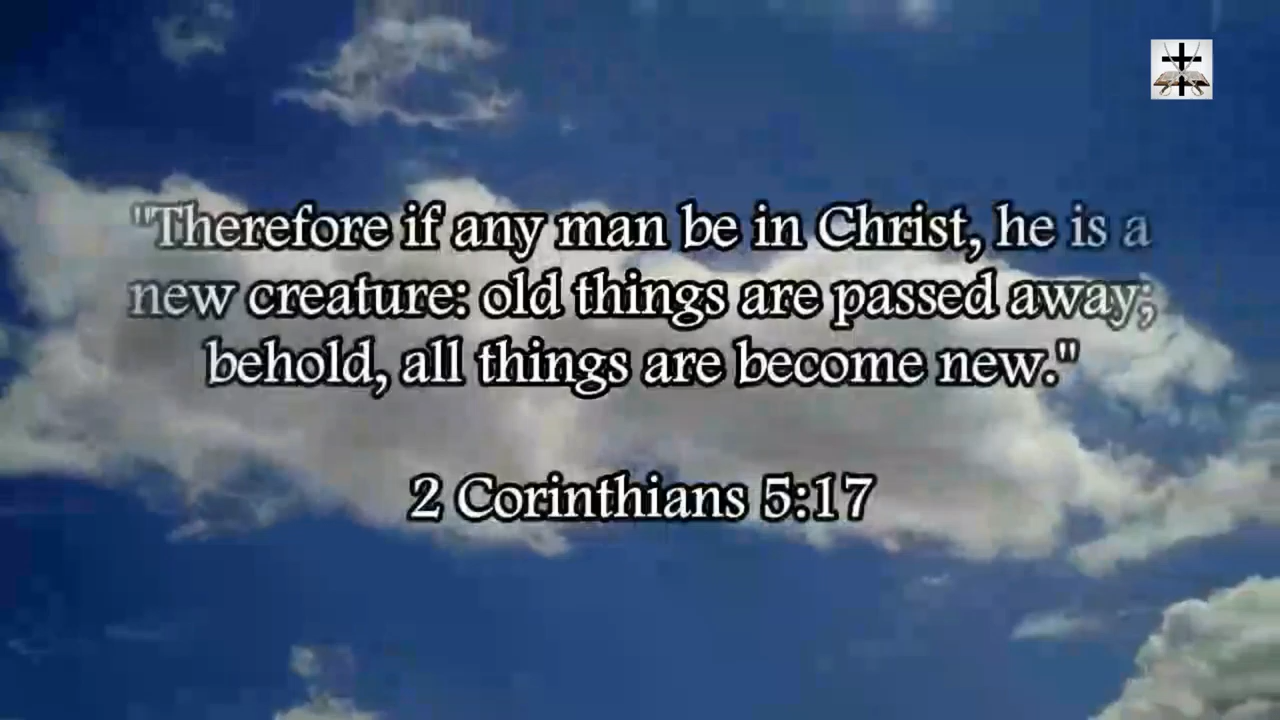 "Therefore if any man be in Christ, he is a
new creature: old things are passed away;
behold, all things are become new."
2 Corinthians 5:17